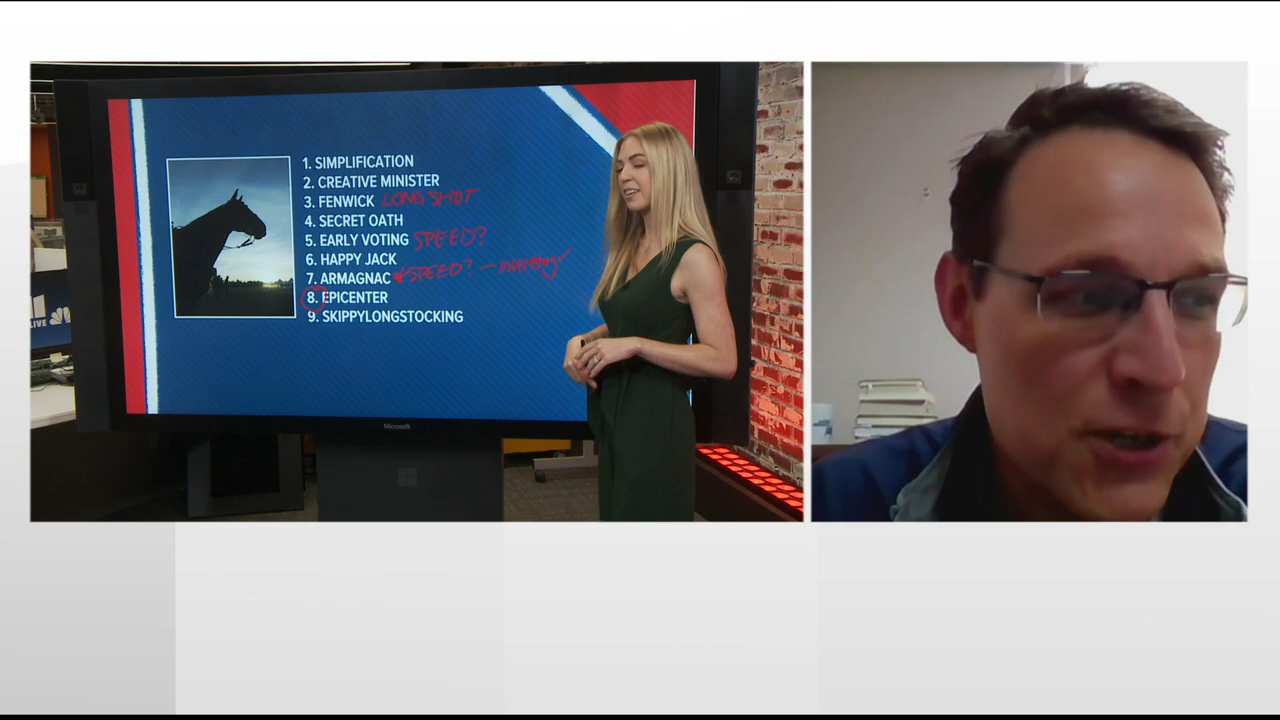 1. SIMPLIFICATION
2. CREATIVE MINISTER
3. FENWICK LONG SHOT
4. SECRET OATH
5. EARLY VOTING SPEED?
6. HAPPY JACK
7. ARMAGNAC SPEED? -
8. EPICENTER
9. SKIPPYLONGSTOCKING
LIVE
Microsoft